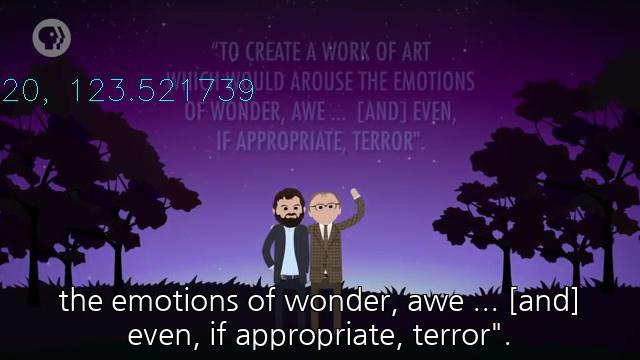 "TO CREATE A WORK OF ART
WHICH WOULD AROUSE THE EMOTIONS
20, 123.521739
OF WONDER, AWE ... [AND] EVEN,
IF APPROPRIATE, TERROR".
the emotions of wonder, awe ... [and]
even, if appropriate, terror".